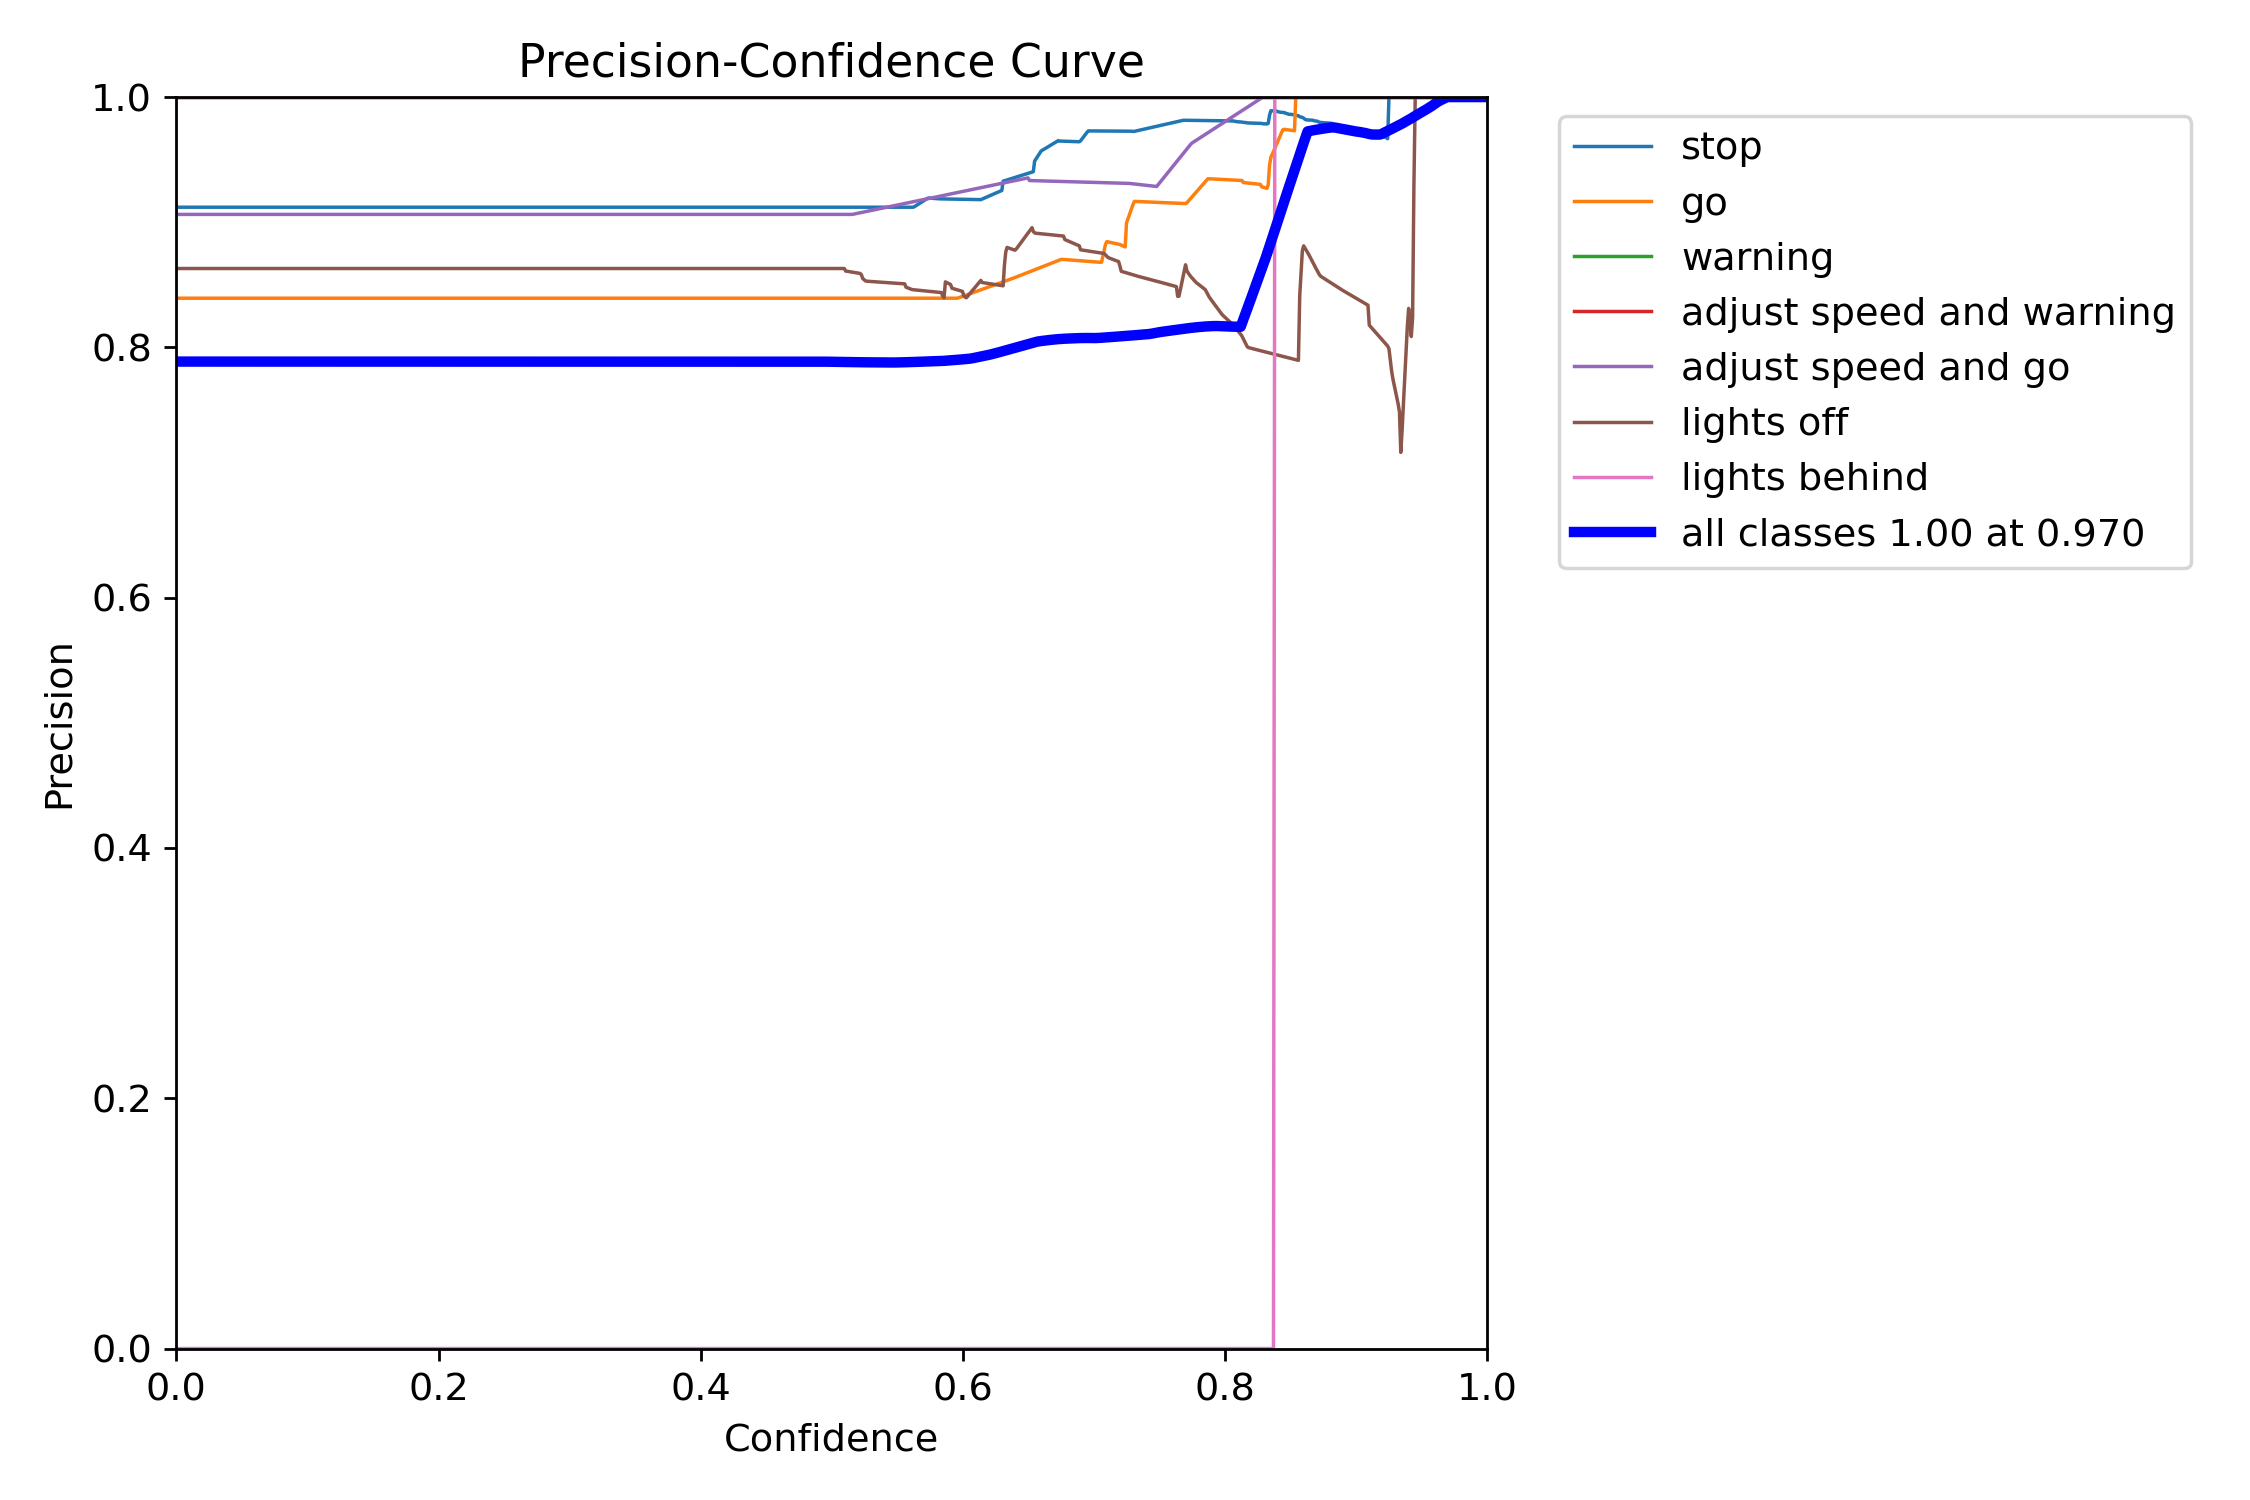 Precision-Confidence Curve
1.0
0.8
0.6
0.4
0.2
0.0
Precision
0.0 0.2 0.4 0.6 0.8 1.0
Confidence
stop
go
warning
adjust speed and warning
adjust speed and go
lights off
lights behind
all classes 1.00 at 0.970